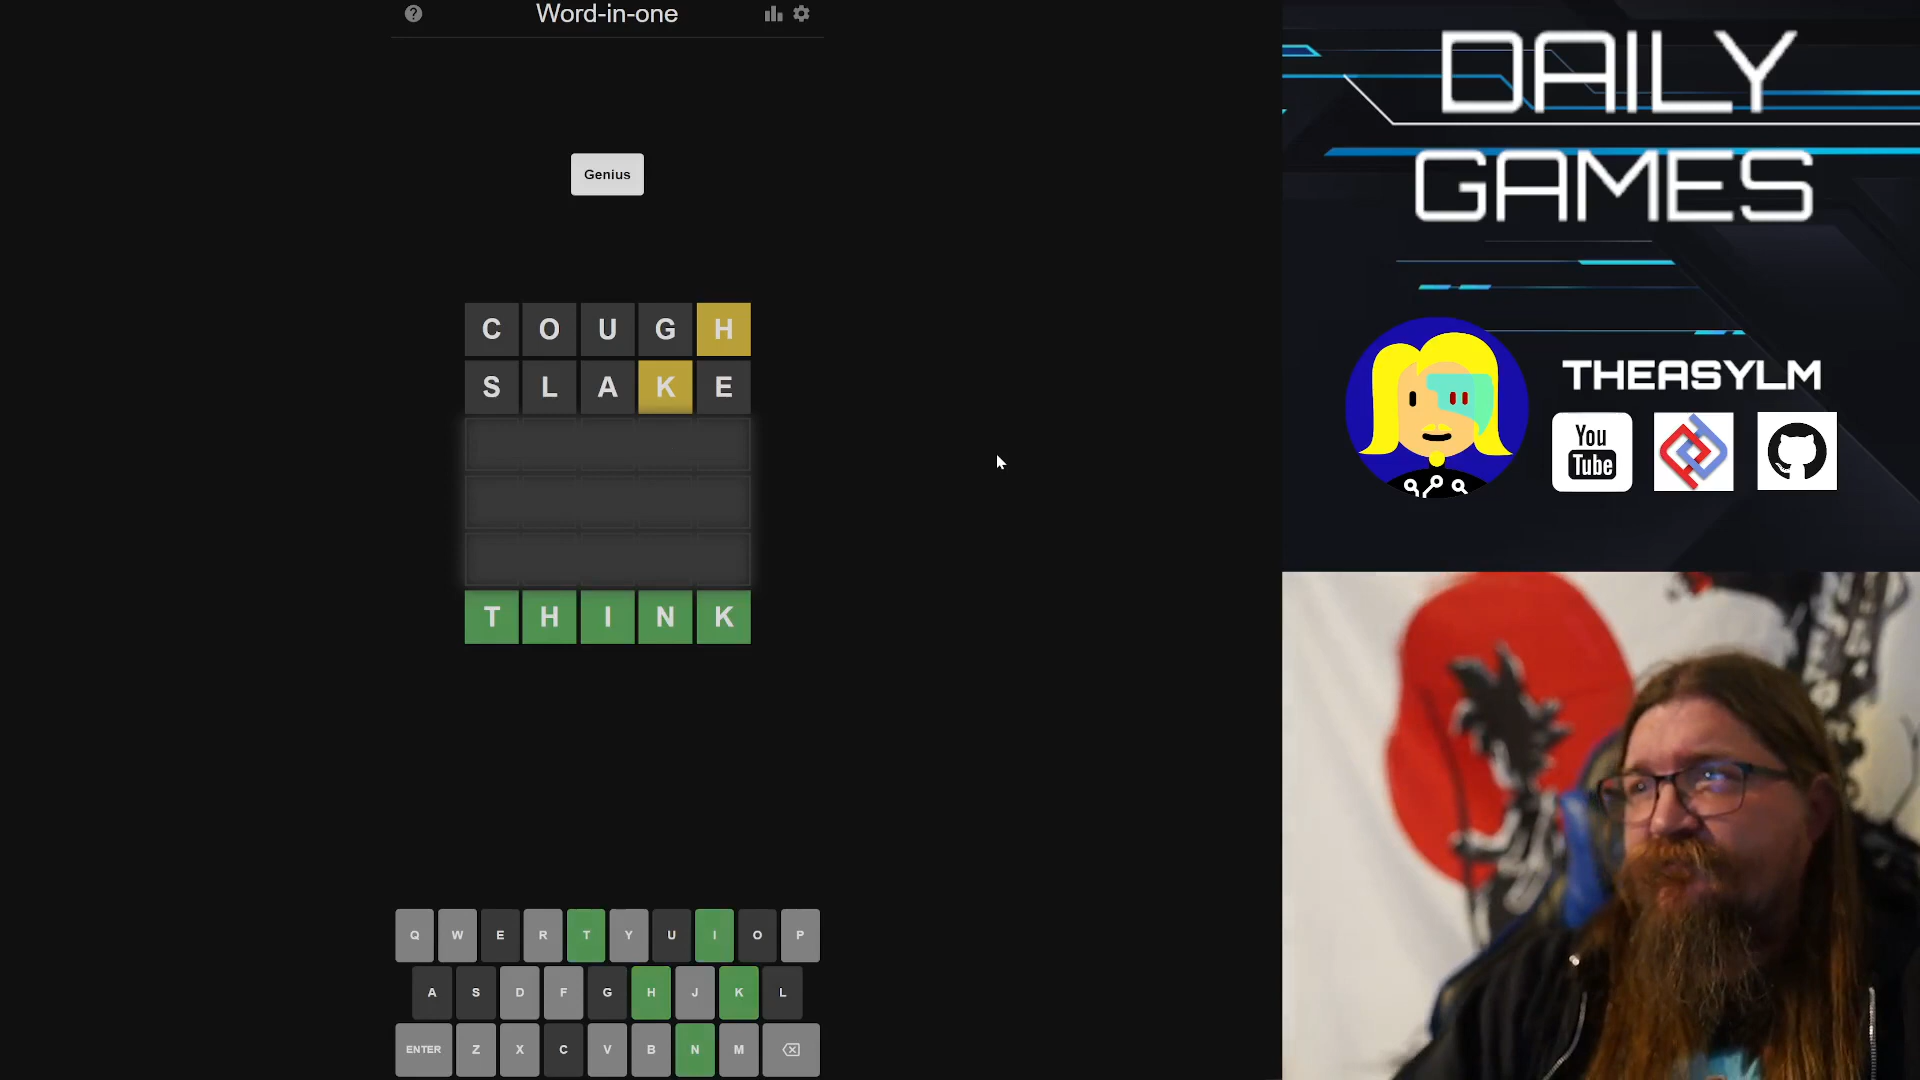 Word-in-one
Genius
C O U G H
S L A K E
T H I N K
Q W E R T Y U I O P
A S D F G H J K L
ENTER Z X C V B N M
DAILY
GAMES
THEASYLM
You
Tube